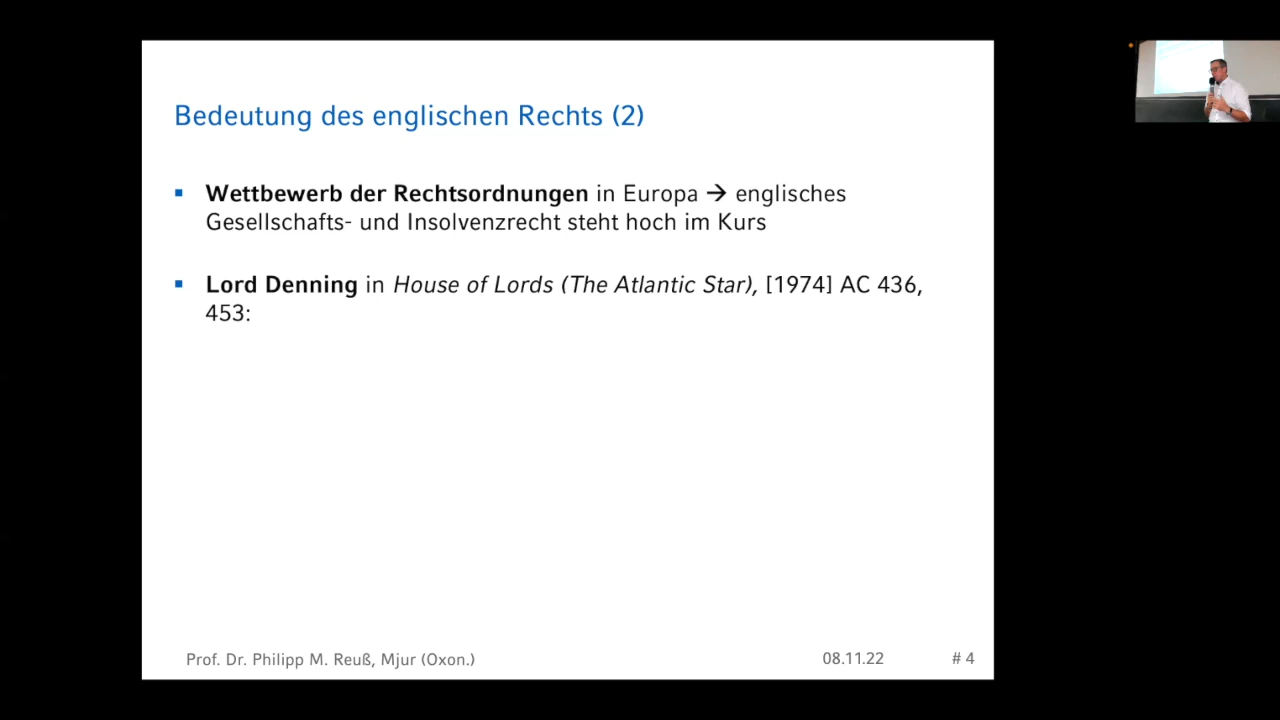 Bedeutung des englischen Rechts (2)
▪ Wettbewerb der Rechtsordnungen in Europa → englisches
Gesellschafts- und Insolvenzrecht steht hoch im Kurs
▪ Lord Denning in House of Lords (The Atlantic Star), [1974] AC 436,
453:
Prof. Dr. Philipp M. Reuß, Mjur (Oxon.) 08.11.22 # 4